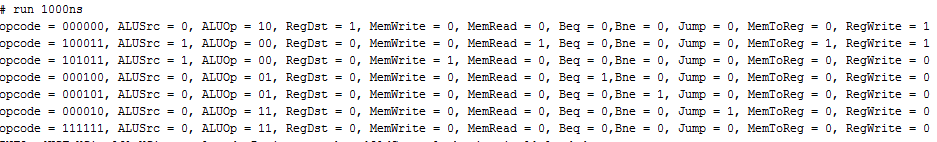 # run 1000ns
opcode = 000000, ALUSrc = 0, ALUOp = 10, RegDst = 1, MemWrite = 0, MemRead = 0, Beq = 0,Bne = 0, Jump = 0, MemToReg = 0, RegWrite = 1
opcode = 100011, ALUSrc = 1, ALUOp = 00, RegDst = 0, MemWrite = 0, MemRead = 1, Beq = 0,Bne = 0, Jump = 0, MemToReg = 1, RegWrite = 1
opcode = 101011, ALUSrc = 1, ALUOp = 00, RegDst = 0, MemWrite = 1, MemRead = 0, Beq = 0,Bne = 0, Jump = 0, MemToReg = 0, RegWrite = 0
opcode = 000100, ALUSrc = 0, ALUOp = 01, RegDst = 0, MemWrite = 0, MemRead = 0, Beq = 1,Bne = 0, Jump = 0, MemToReg = 0, RegWrite = 0
opcode = 000101, ALUSrc = 0, ALUOp = 01, RegDst = 0, MemWrite = 0, MemRead = 0, Beq = 0,Bne = 1, Jump = 0, MemToReg = 0, RegWrite = 0
opcode = 000010, ALUSrc = 0, ALUOp = 11, RegDst = 0, MemWrite = 0, MemRead = 0, Beq = 0,Bne = 0, Jump = 1, MemToReg = 0, RegWrite = 0
opcode = 111111, ALUSrc = 0, ALUOp = 11, RegDst = 0, MemWrite = 0, MemRead = 0, Beq = 0,Bne = 0, Jump = 0, MemToReg = 0, RegWrite = 0